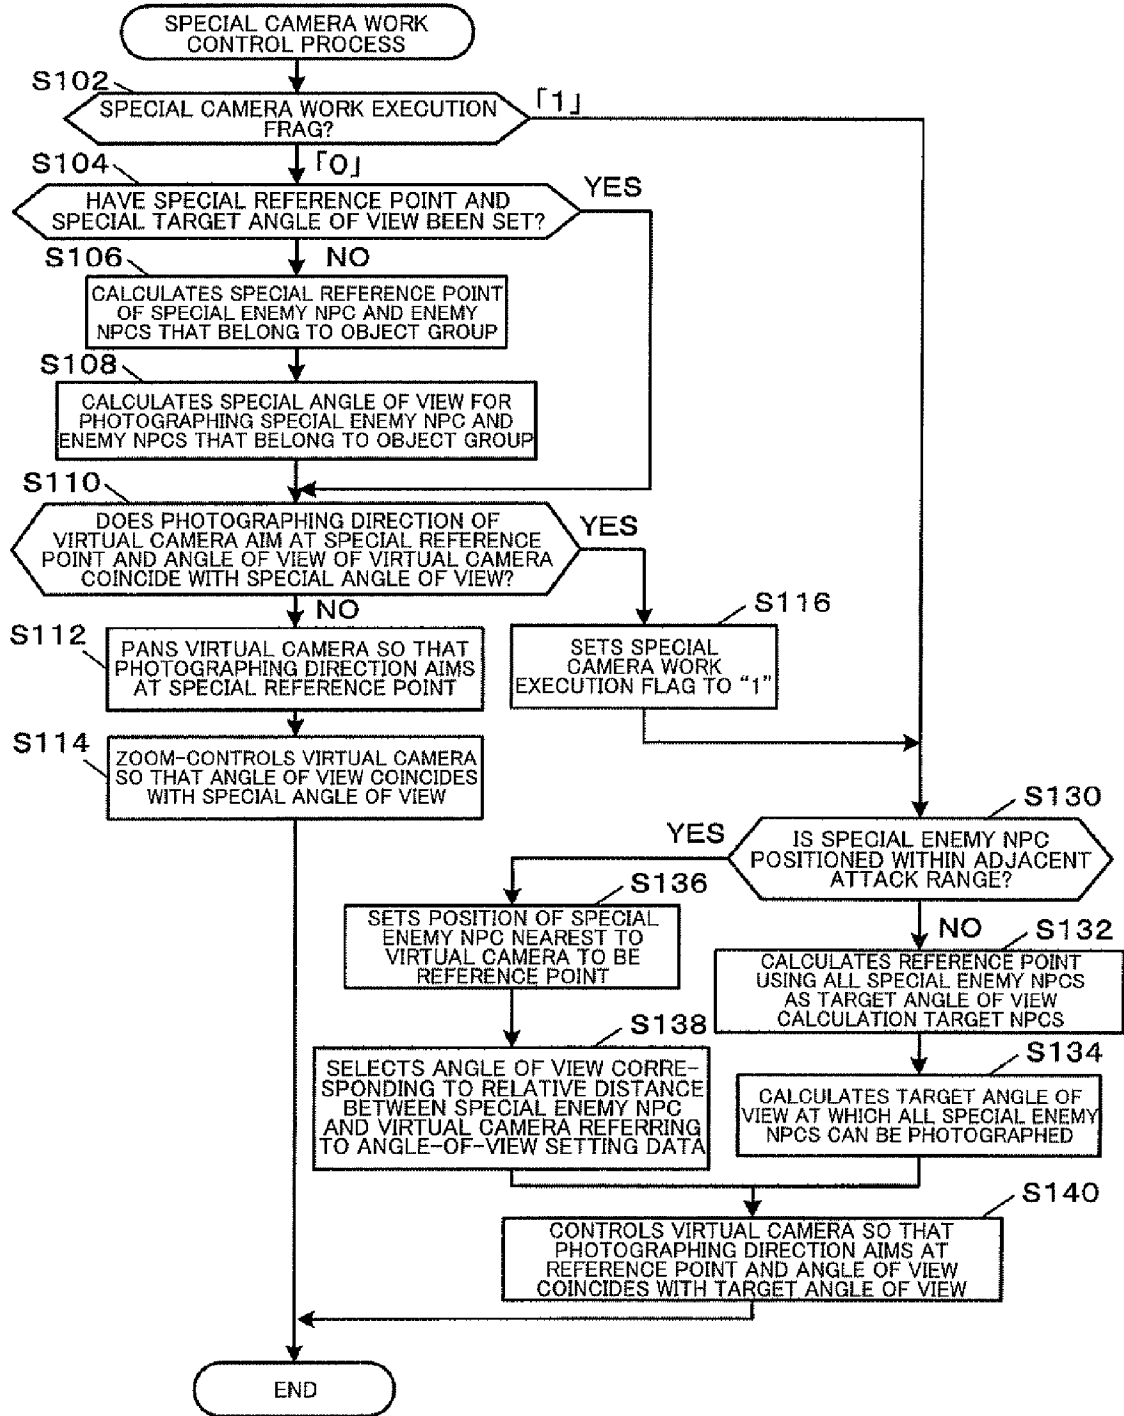 SPECIAL CAMERA WORK
CONTROL PROCESS
S102
SPECIAL CAMERA WORK EXECUTION
FRAG?
「1」
「0」
S104
HAVE SPECIAL REFERENCE POINT AND
SPECIAL TARGET ANGLE OF VIEW BEEN SET?
YES
NO
S106
CALCULATES SPECIAL REFERENCE POINT
OF SPECIAL ENEMY NPC AND ENEMY
NPCS THAT BELONG TO OBJECT GROUP
S108
CALCULATES SPECIAL ANGLE OF VIEW FOR
PHOTOGRAPHING SPECIAL ENEMY NPC AND
ENEMY NPCS THAT BELONG TO OBJECT GROUP
S110
DOES PHOTOGRAPHING DIRECTION OF
VIRTUAL CAMERA AIM AT SPECIAL REFERENCE
POINT AND ANGLE OF VIEW OF VIRTUAL CAMERA
COINCIDE WITH SPECIAL ANGLE OF VIEW?
YES
NO
S112
PANS VIRTUAL CAMERA SO THAT
PHOTOGRAPHING DIRECTION AIMS
AT SPECIAL REFERENCE POINT
S116
SETS SPECIAL
CAMERA WORK
EXECUTION FLAG TO “1”
S114
ZOOM-CONTROLS VIRTUAL CAMERA
SO THAT ANGLE OF VIEW COINCIDES
WITH SPECIAL ANGLE OF VIEW
S130
IS SPECIAL ENEMY NPC
POSITIONED WITHIN ADJACENT
ATTACK RANGE?
YES
NO
S136
SETS POSITION OF SPECIAL
ENEMY NPC NEAREST TO
VIRTUAL CAMERA TO BE
REFERENCE POINT
S132
CALCULATES REFERENCE POINT
USING ALL SPECIAL ENEMY NPCS
AS TARGET ANGLE OF VIEW
CALCULATION TARGET NPCS
S138
SELECTS ANGLE OF VIEW CORRE-
SPONDING TO RELATIVE DISTANCE
BETWEEN SPECIAL ENEMY NPC
AND VIRTUAL CAMERA REFERRING
TO ANGLE-OF-VIEW SETTING DATA
S134
CALCULATES TARGET ANGLE OF
VIEW AT WHICH ALL SPECIAL ENEMY
NPCS CAN BE PHOTOGRAPHED
S140
CONTROLS VIRTUAL CAMERA SO THAT
PHOTOGRAPHING DIRECTION AIMS AT
REFERENCE POINT AND ANGLE OF VIEW
COINCIDES WITH TARGET ANGLE OF VIEW
END